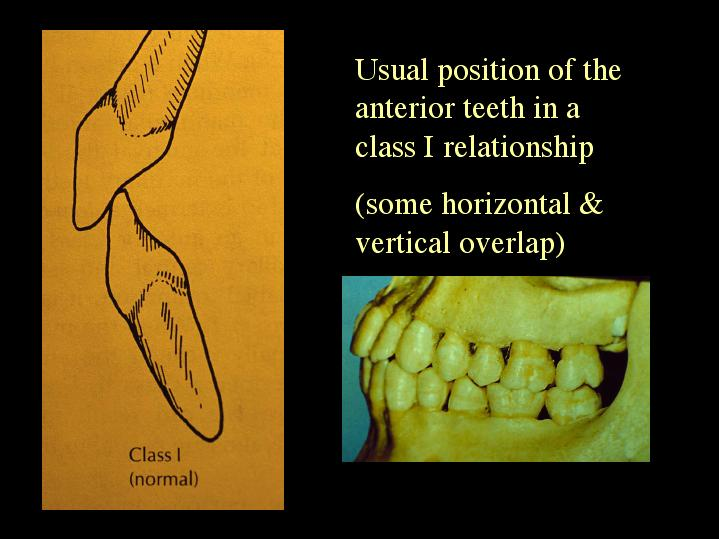 Usual position of the
anterior teeth in a
class I relationship
(some horizontal &
vertical overlap)
Class I
(normal)